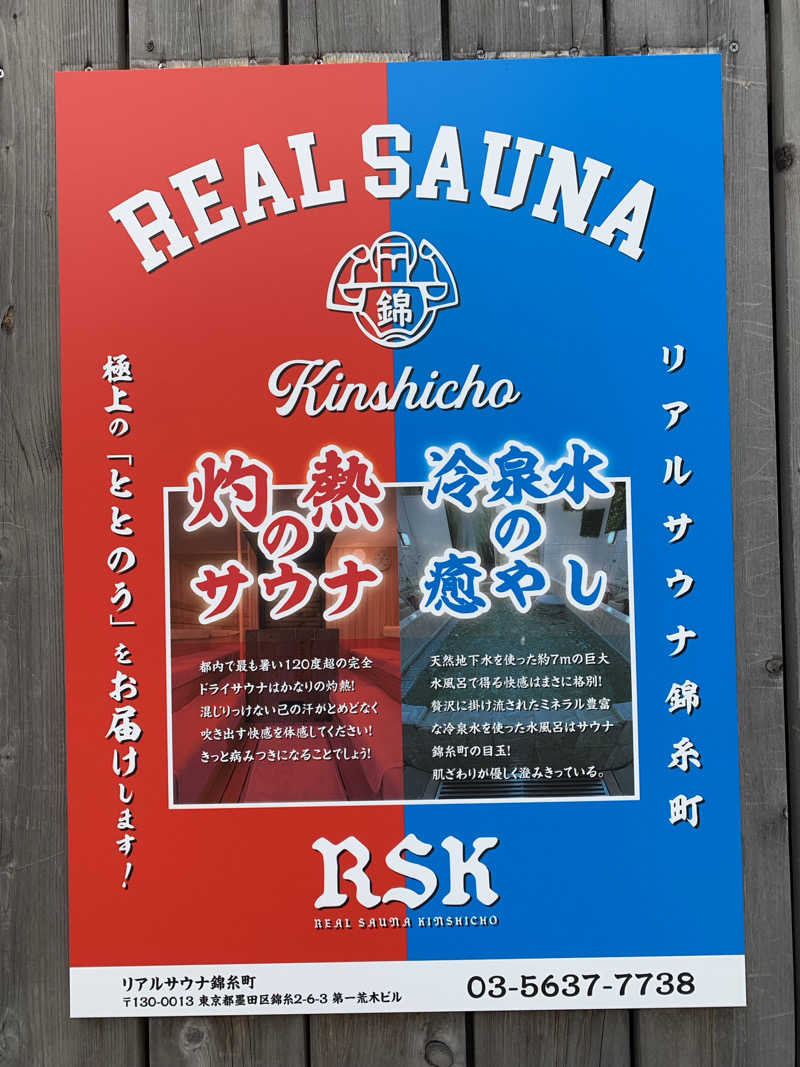 REAL SAUNA
錦
Kinshicho
リアルサウナ錦糸町
極上の「ととのう」をお届けします!
灼熱
の
サウナ
都内で最も暑い120度超の完全
ドライサウナはかなりの灼熱!
混じりっけない己の汗がとめどなく
吹き出す快感を体感してください!
きっと病みつきになることでしょう!
冷泉水
の
癒やし
天然地下水を使った約7mの巨大
水風呂で得る快感はまさに格別!
贅沢に掛け流されたミネラル豊富
な冷泉水を使った水風呂はサウナ
錦糸町の目玉!
肌ざわりが優しく澄みきっている。
RSK
REAL SAUNA KINSHICHO
リアルサウナ錦糸町
〒130-0013 東京都墨田区錦糸2-6-3 第一荒木ビル
03-5637-7738